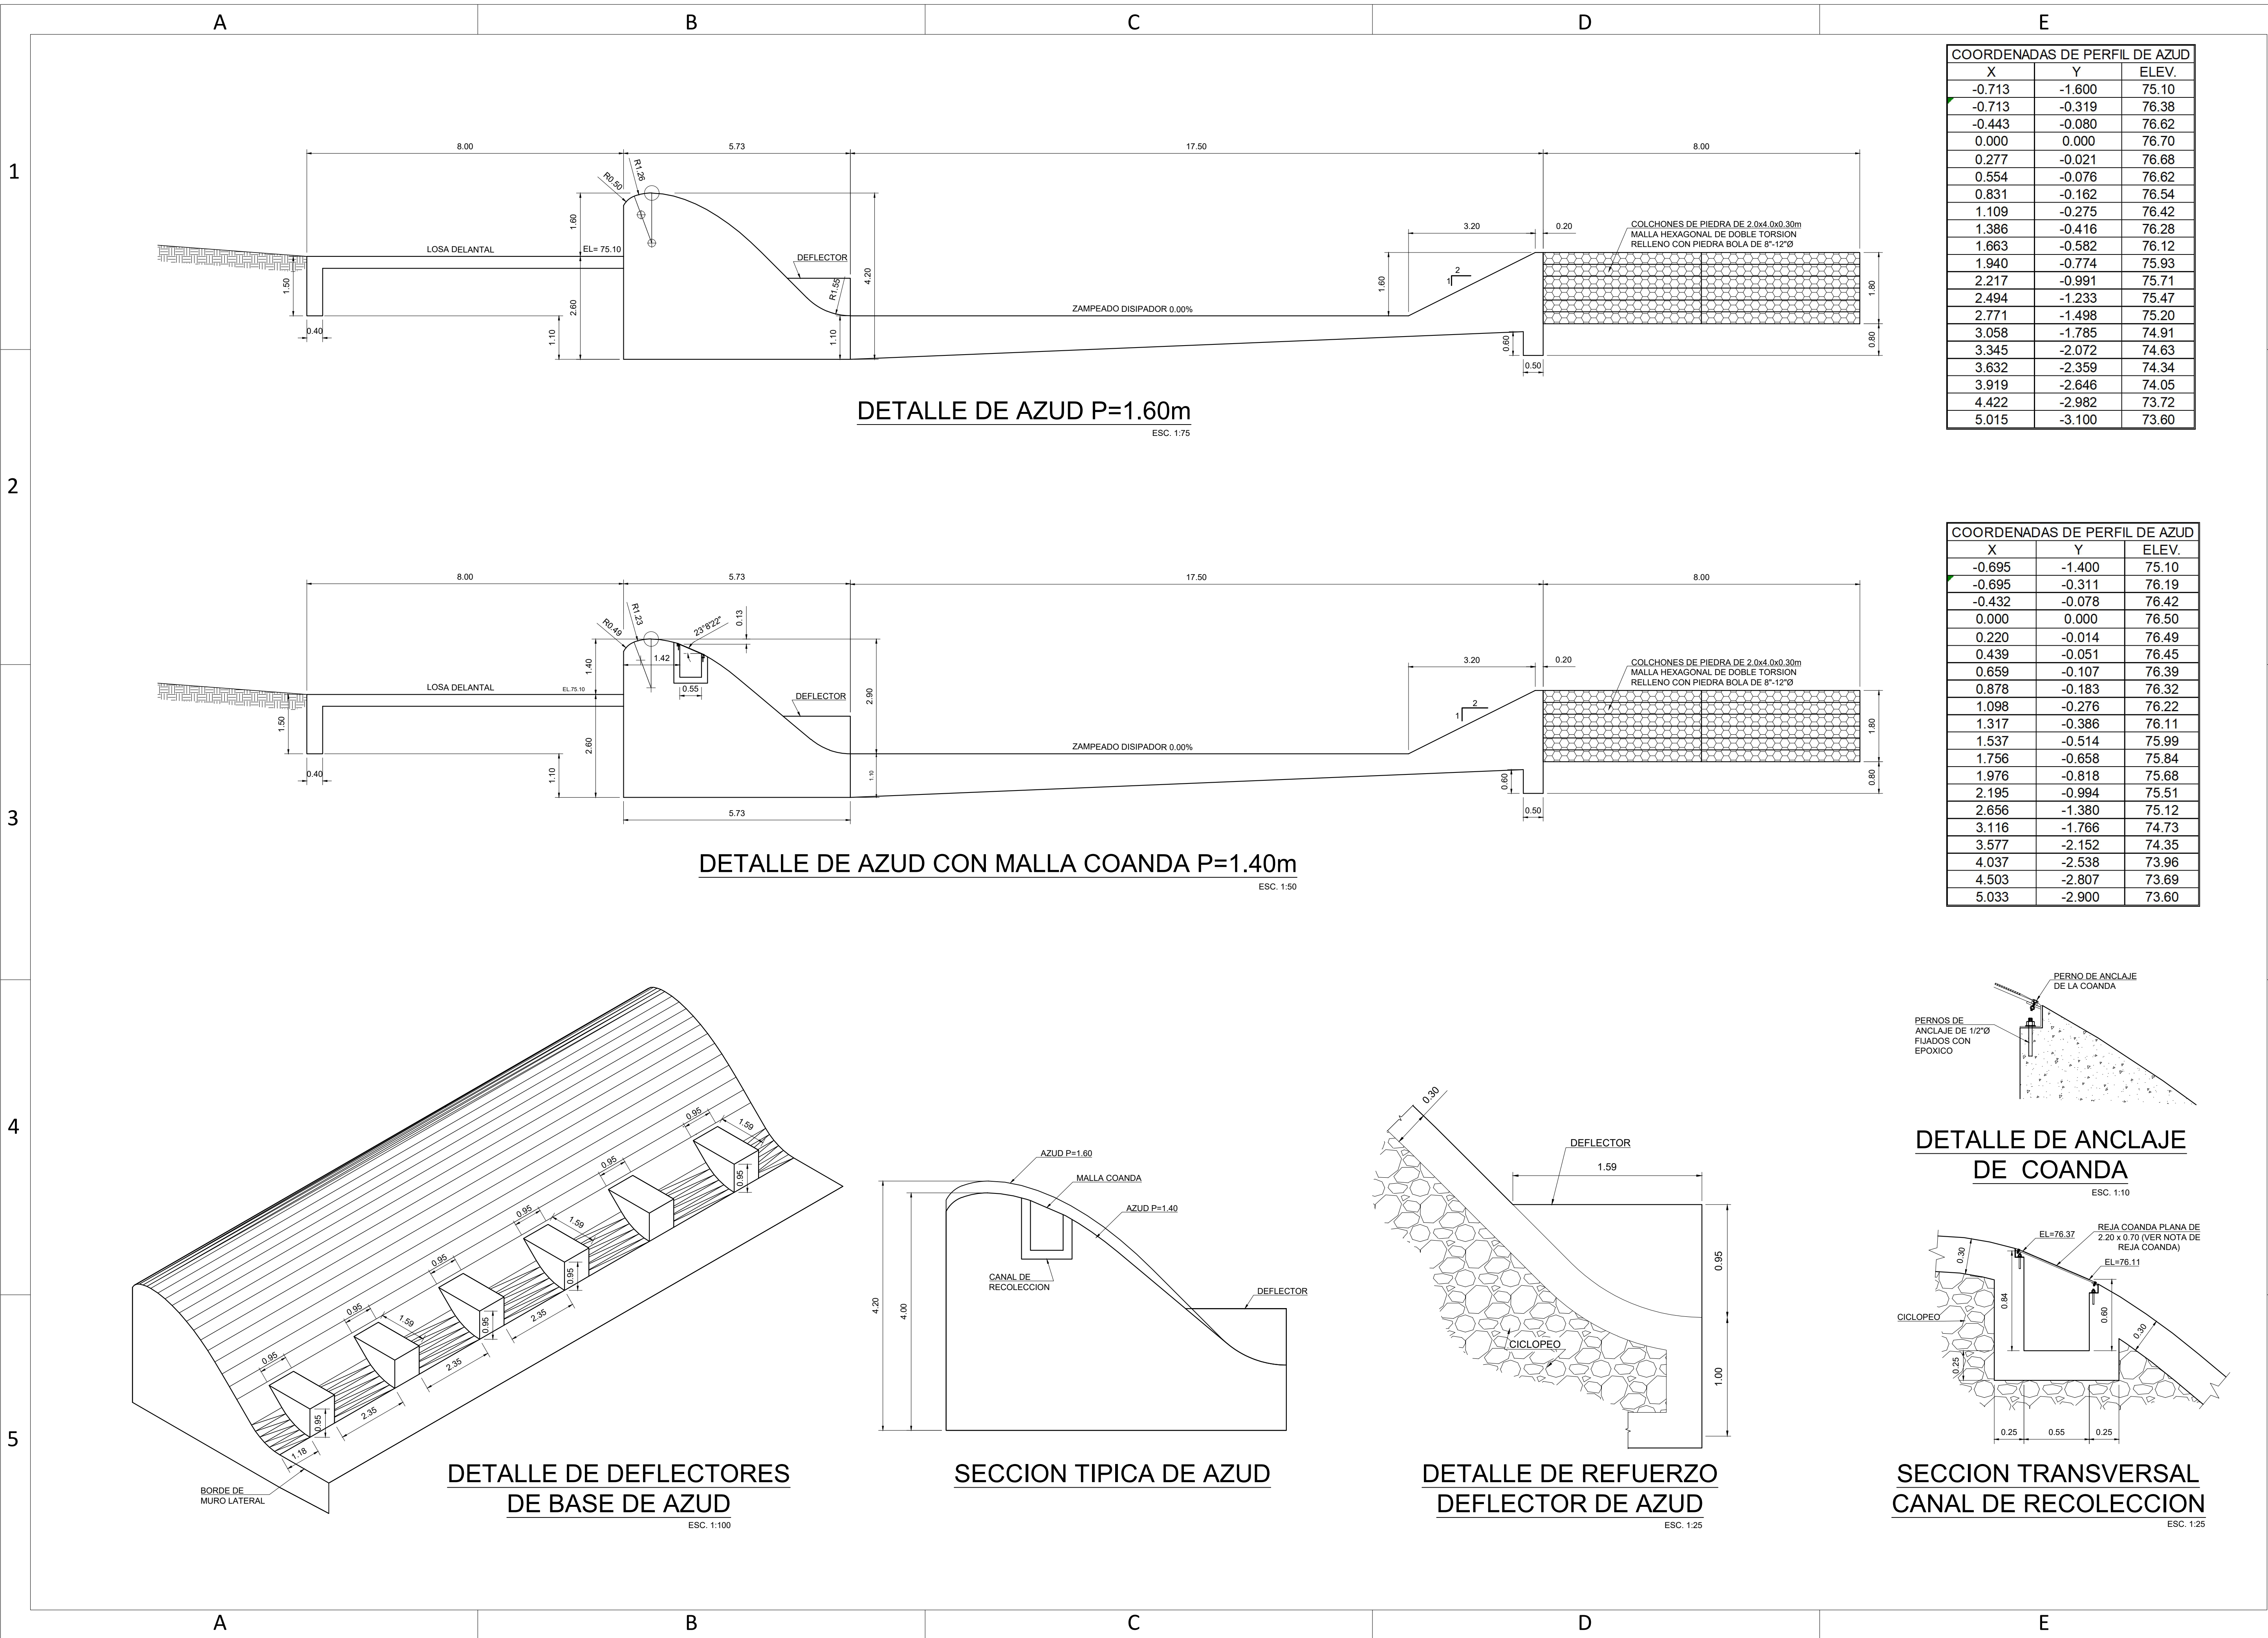 A B C D E
1
2
3
4
5
8.00 5.73 17.50 8.00
R0.50
R1.26
1.60
LOSA DELANTAL
EL= 75.10
1.50
0.40
2.60
1.10
DEFLECTOR
R1.55
4.20
1.10
ZAMPEADO DISIPADOR 0.00%
3.20
0.20
1.60
2
1
COLCHONES DE PIEDRA DE 2.0x4.0x0.30m
MALLA HEXAGONAL DE DOBLE TORSION
RELLENO CON PIEDRA BOLA DE 8"-12"Ø
1.80
0.80
0.60
0.50
DETALLE DE AZUD P=1.60m
ESC. 1:75
COORDENADAS DE PERFIL DE AZUD
X Y ELEV.
-0.713 -1.600 75.10
-0.713 -0.319 76.38
-0.443 -0.080 76.62
0.000 0.000 76.70
0.277 -0.021 76.68
0.554 -0.076 76.62
0.831 -0.162 76.54
1.109 -0.275 76.42
1.386 -0.416 76.28
1.663 -0.582 76.12
1.940 -0.774 75.93
2.217 -0.991 75.71
2.494 -1.233 75.47
2.771 -1.498 75.20
3.058 -1.785 74.91
3.345 -2.072 74.63
3.632 -2.359 74.34
3.919 -2.646 74.05
4.422 -2.982 73.72
5.015 -3.100 73.60
8.00 5.73 17.50 8.00
R0.49
R1.23
23°8'22"
0.13
1.42
0.55
1.40
LOSA DELANTAL
EL.75.10
1.50
0.40
2.60
1.10
DEFLECTOR
2.90
1.10
5.73
ZAMPEADO DISIPADOR 0.00%
3.20
0.20
2
1
COLCHONES DE PIEDRA DE 2.0x4.0x0.30m
MALLA HEXAGONAL DE DOBLE TORSION
RELLENO CON PIEDRA BOLA DE 8"-12"Ø
1.80
0.80
0.60
0.50
DETALLE DE AZUD CON MALLA COANDA P=1.40m
ESC. 1:50
COORDENADAS DE PERFIL DE AZUD
X Y ELEV.
-0.695 -1.400 75.10
-0.695 -0.311 76.19
-0.432 -0.078 76.42
0.000 0.000 76.50
0.220 -0.014 76.49
0.439 -0.051 76.45
0.659 -0.107 76.39
0.878 -0.183 76.32
1.098 -0.276 76.22
1.317 -0.386 76.11
1.537 -0.514 75.99
1.756 -0.658 75.84
1.976 -0.818 75.68
2.195 -0.994 75.51
2.656 -1.380 75.12
3.116 -1.766 74.73
3.577 -2.152 74.35
4.037 -2.538 73.96
4.503 -2.807 73.69
5.033 -2.900 73.60
0.95
1.59
0.95
0.95
0.95
1.59
0.95
0.95
2.35
0.95
0.95
1.59
2.35
0.95
0.95
2.35
1.18
BORDE DE
MURO LATERAL
DETALLE DE DEFLECTORES
DE BASE DE AZUD
ESC. 1:100
AZUD P=1.60
MALLA COANDA
AZUD P=1.40
CANAL DE
RECOLECCION
DEFLECTOR
4.20
4.00
SECCION TIPICA DE AZUD
0.30
DEFLECTOR
1.59
0.95
1.00
CICLOPEO
DETALLE DE REFUERZO
DEFLECTOR DE AZUD
ESC. 1:25
PERNO DE ANCLAJE
DE LA COANDA
PERNOS DE
ANCLAJE DE 1/2"Ø
FIJADOS CON
EPOXICO
DETALLE DE ANCLAJE
DE COANDA
ESC. 1:10
EL=76.37
REJA COANDA PLANA DE
2.20 x 0.70 (VER NOTA DE
REJA COANDA)
EL=76.11
0.30
0.84
0.60
0.30
CICLOPEO
0.25
0.25 0.55 0.25
SECCION TRANSVERSAL
CANAL DE RECOLECCION
ESC. 1:25
A B C D E